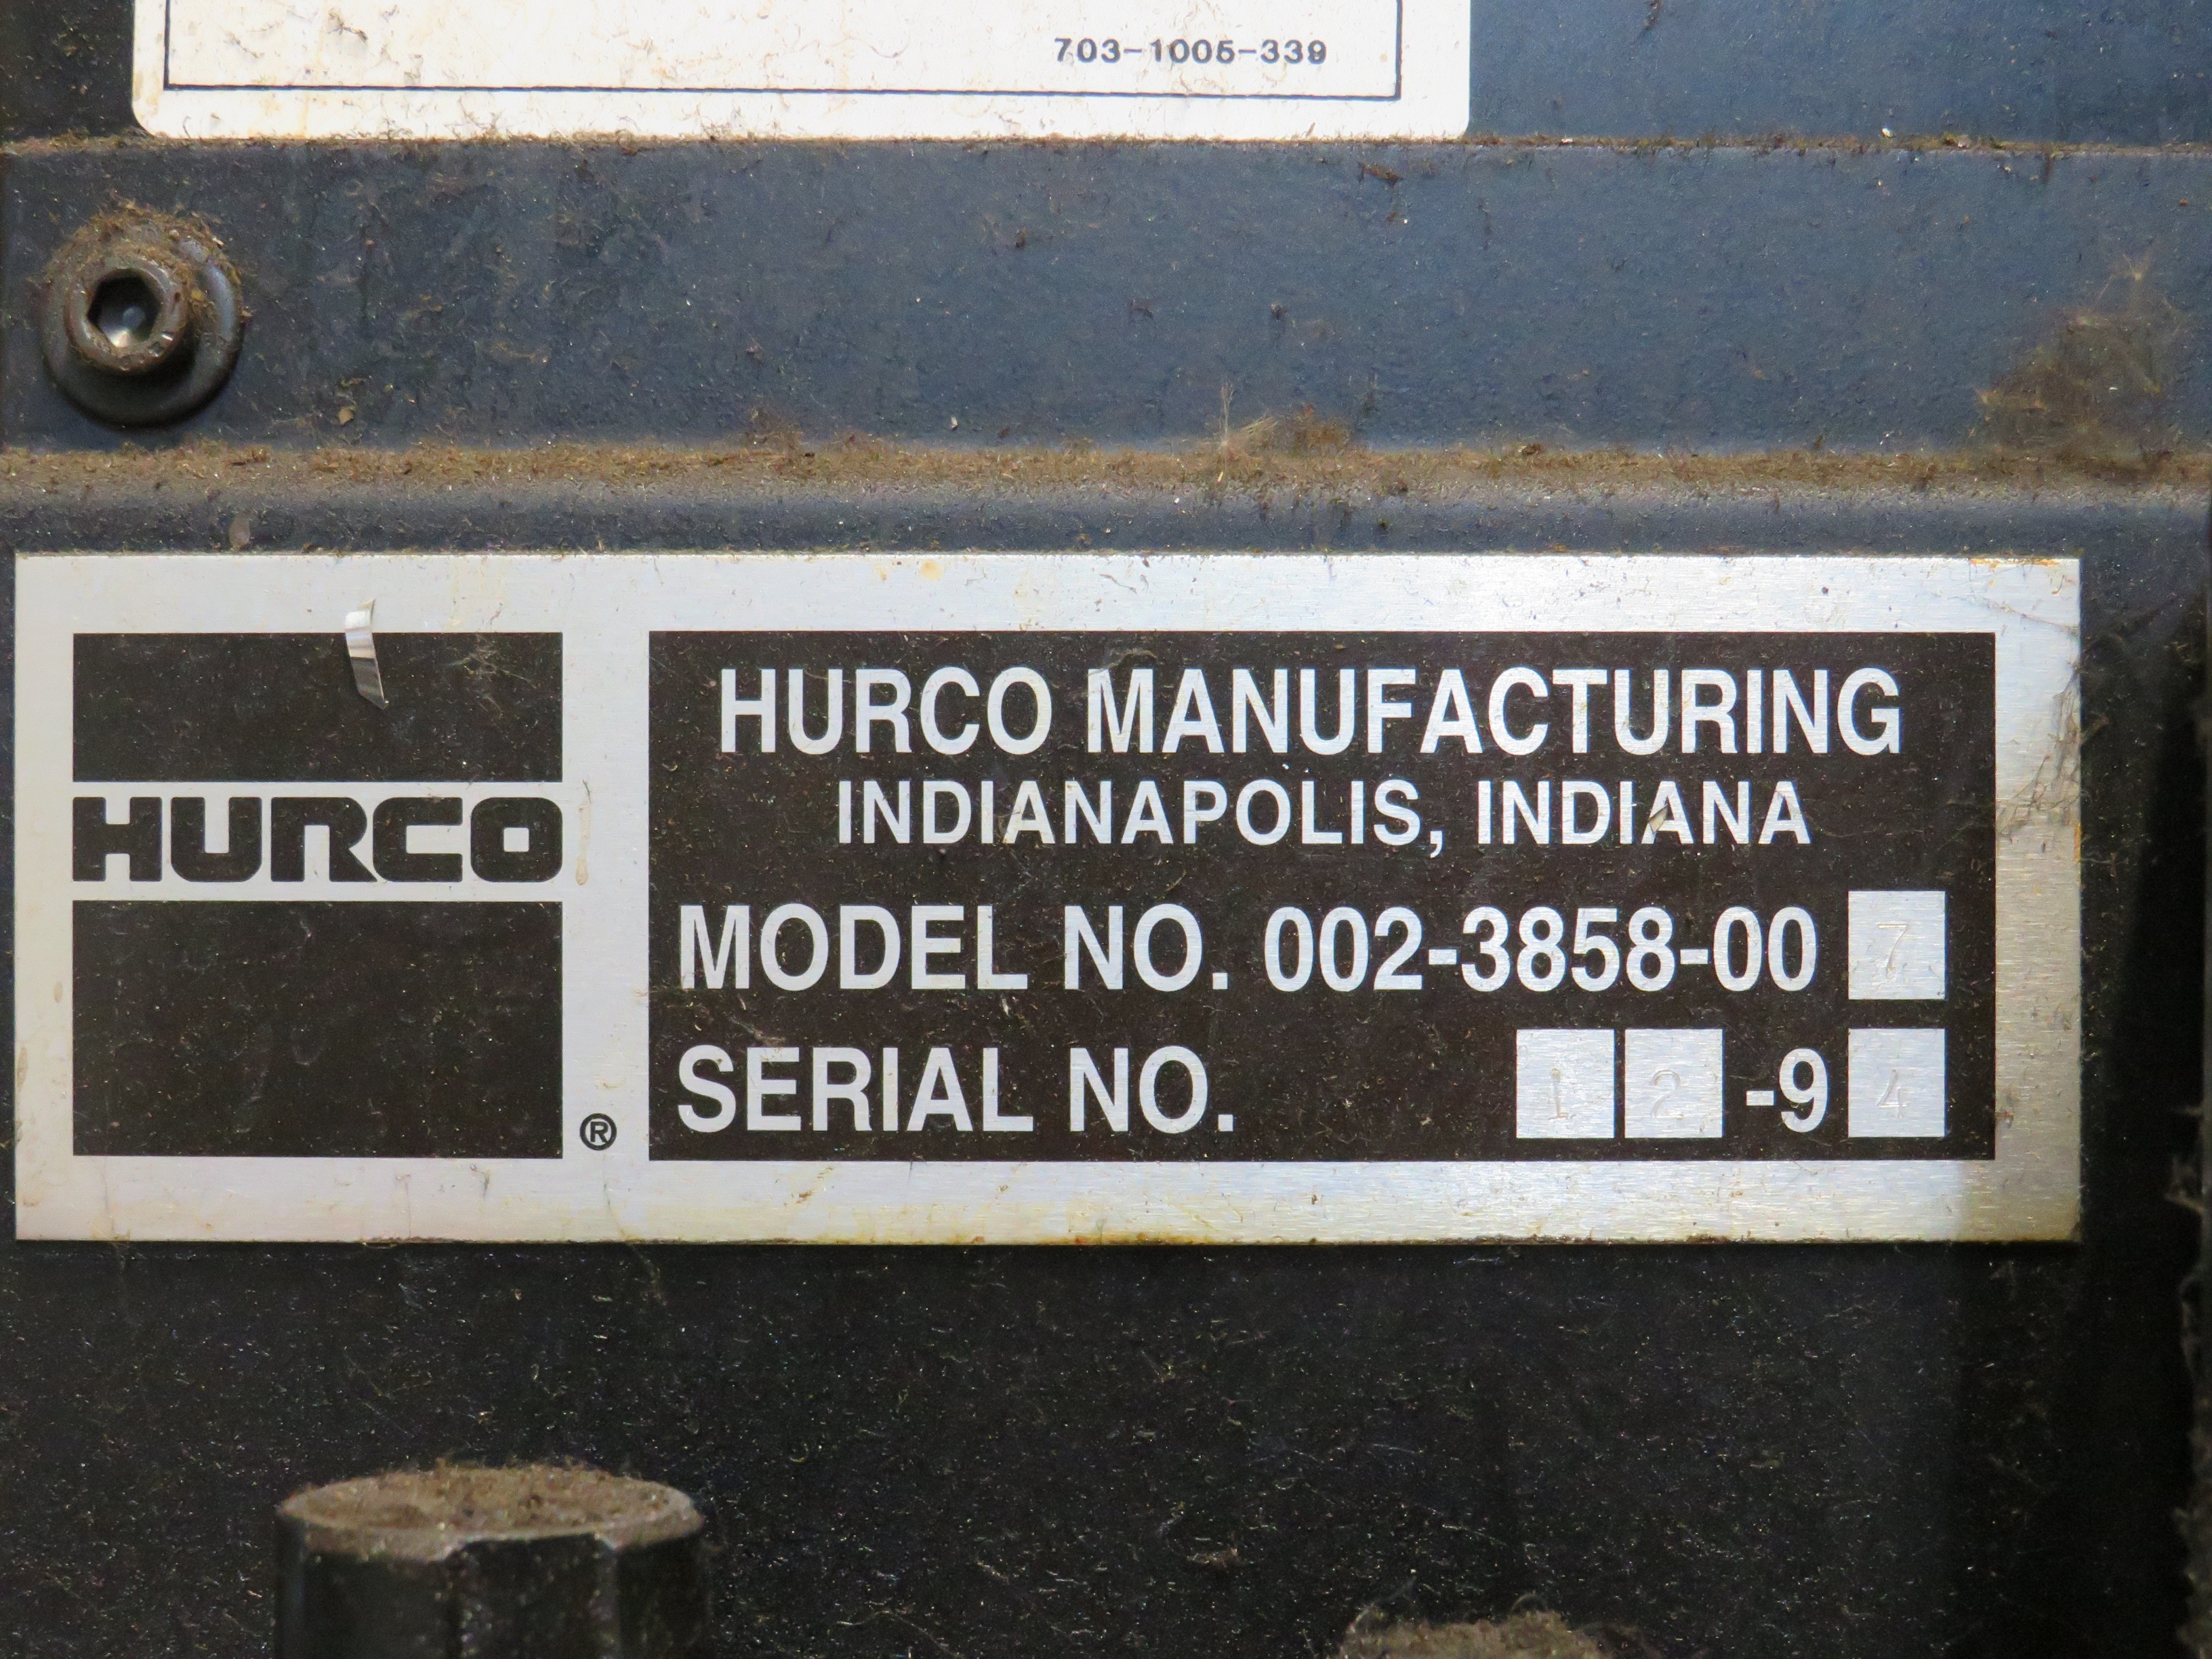 703-1005-339
HURCO
®
HURCO MANUFACTURING
INDIANAPOLIS, INDIANA
MODEL NO. 002-3858-00 7
SERIAL NO. 1 2 -9 4